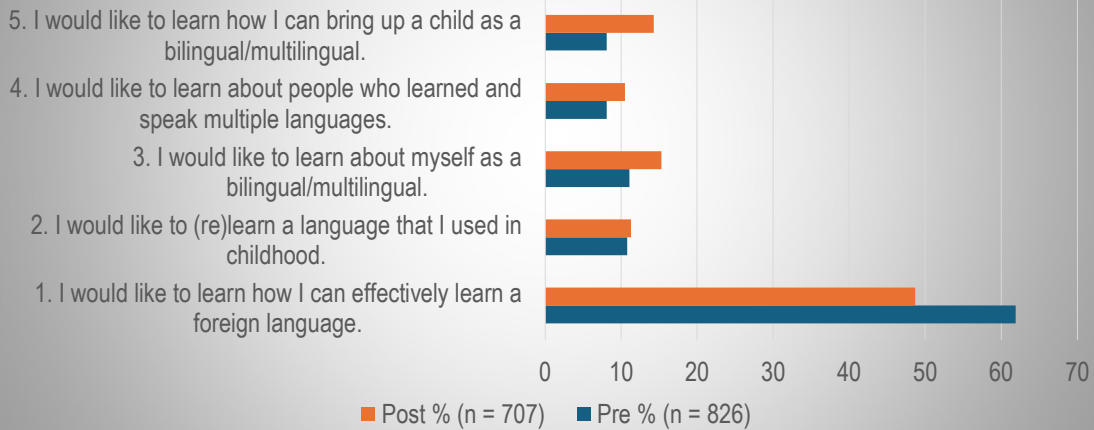 5. I would like to learn how I can bring up a child as a
bilingual/multilingual.
4. I would like to learn about people who learned and
speak multiple languages.
3. I would like to learn about myself as a
bilingual/multilingual.
2. I would like to (re)learn a language that I used in
childhood.
1. I would like to learn how I can effectively learn a
foreign language.
0 10 20 30 40 50 60 70
Post % (n = 707) Pre % (n = 826)